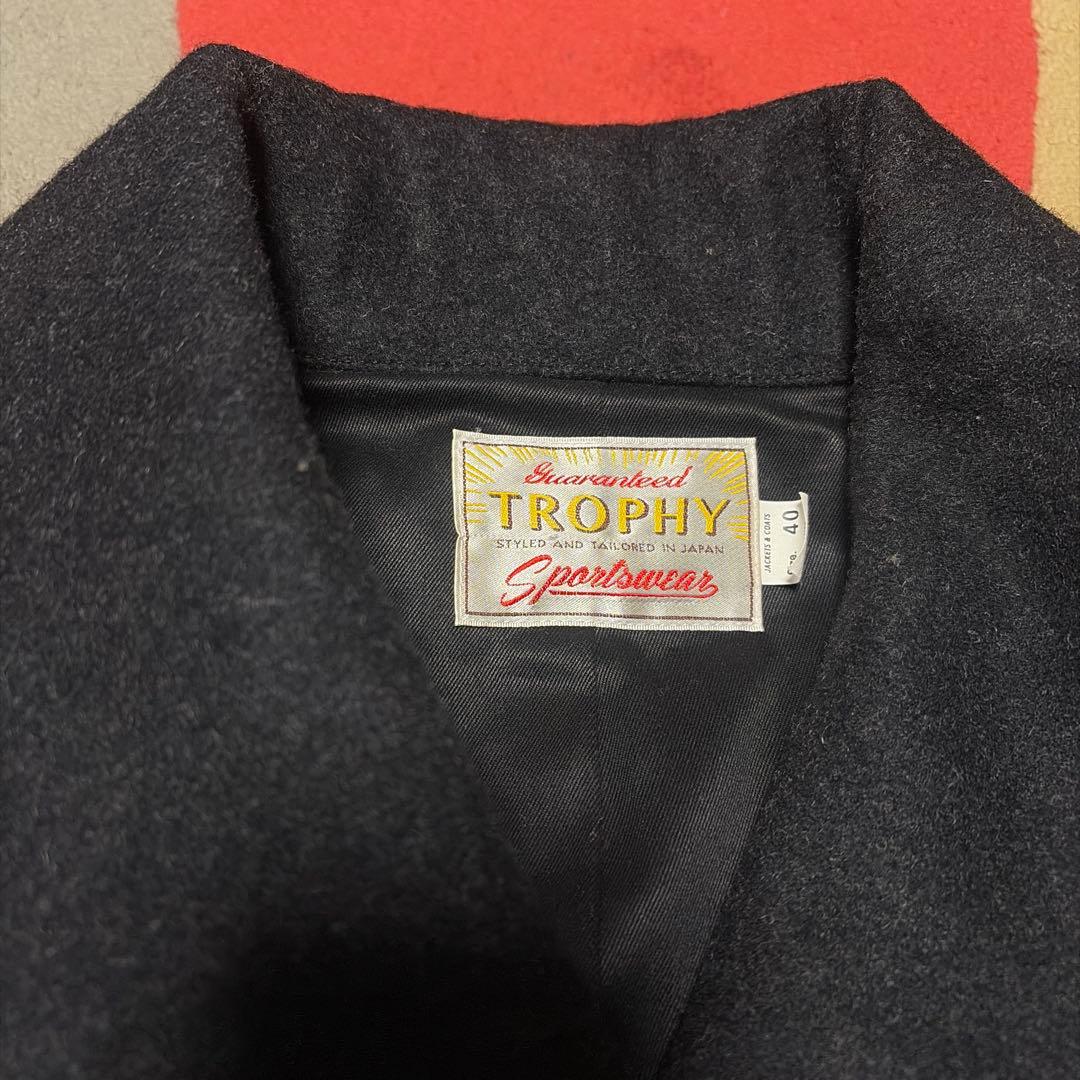 Guaranteed
TROPHY
STYLED AND TAILORED IN JAPAN
Sportswear
JACKETS & COATS
40